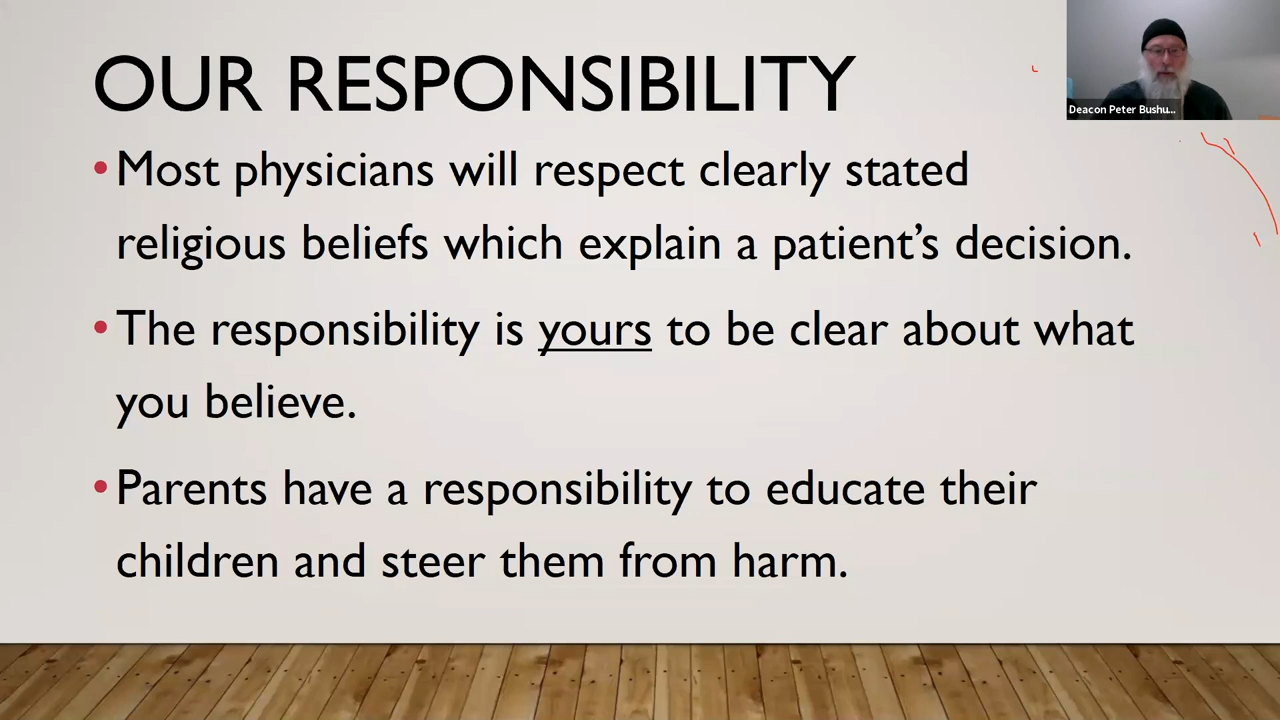 OUR RESPONSIBILITY
Deacon Peter Bushu...
•Most physicians will respect clearly stated
religious beliefs which explain a patient’s decision.
•The responsibility is yours to be clear about what
you believe.
•Parents have a responsibility to educate their
children and steer them from harm.